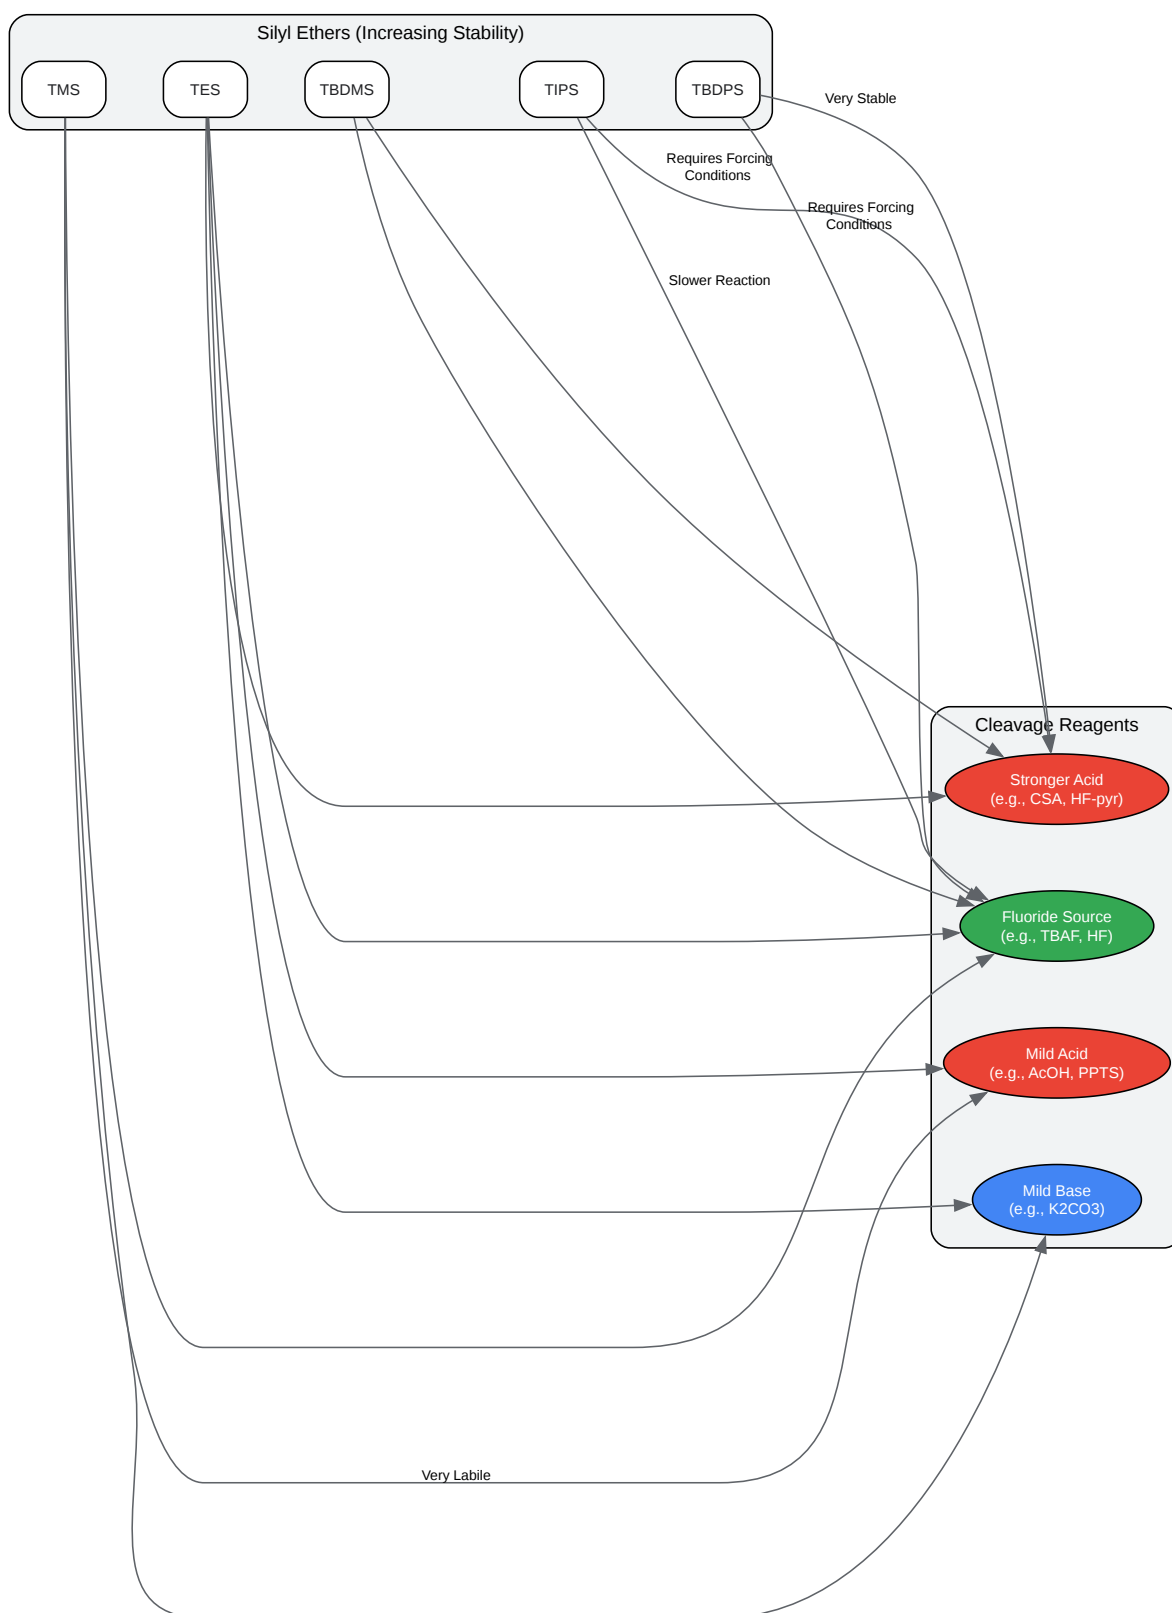 Silyl Ethers (Increasing Stability)
TMS
TES
TBDMS
TIPS
TBDPS
Very Stable
Requires Forcing
Conditions
Requires Forcing
Conditions
Slower Reaction
Cleavage Reagents
Stronger Acid
(e.g., CSA, HF-pyr)
Fluoride Source
(e.g., TBAF, HF)
Mild Acid
(e.g., AcOH, PPTS)
Mild Base
(e.g., K2CO3)
Very Labile